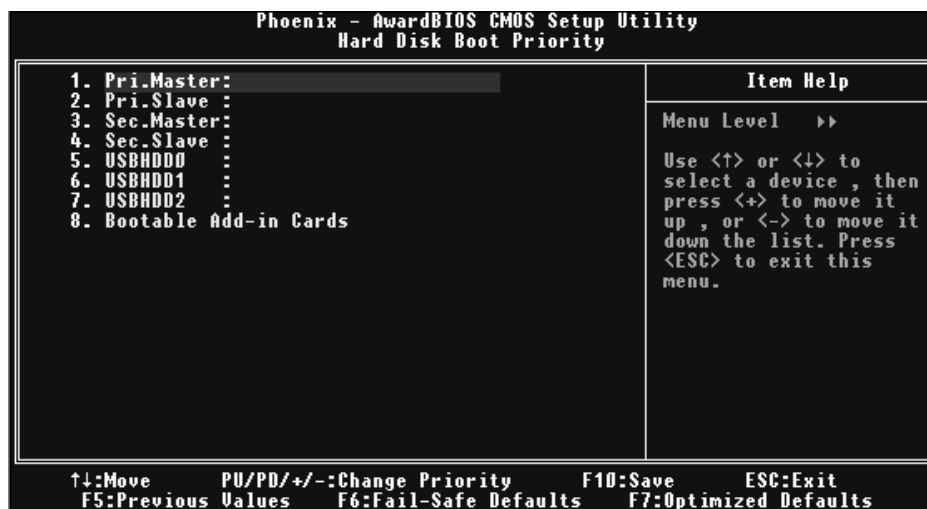 Phoenix - AwardBIOS CMOS Setup Utility
Hard Disk Boot Priority
1. Pri.Master:
2. Pri.Slave :
3. Sec.Master:
4. Sec.Slave :
5. USBHDD0 :
6. USBHDD1 :
7. USBHDD2 :
8. Bootable Add-in Cards
Item Help
Menu Level ▸▸
Use <↑> or <↓> to
select a device , then
press <+> to move it
up , or <-> to move it
down the list. Press
<ESC> to exit this
menu.
↑↓:Move PU/PD/+/-:Change Priority F10:Save ESC:Exit
F5:Previous Values F6:Fail-Safe Defaults F7:Optimized Defaults